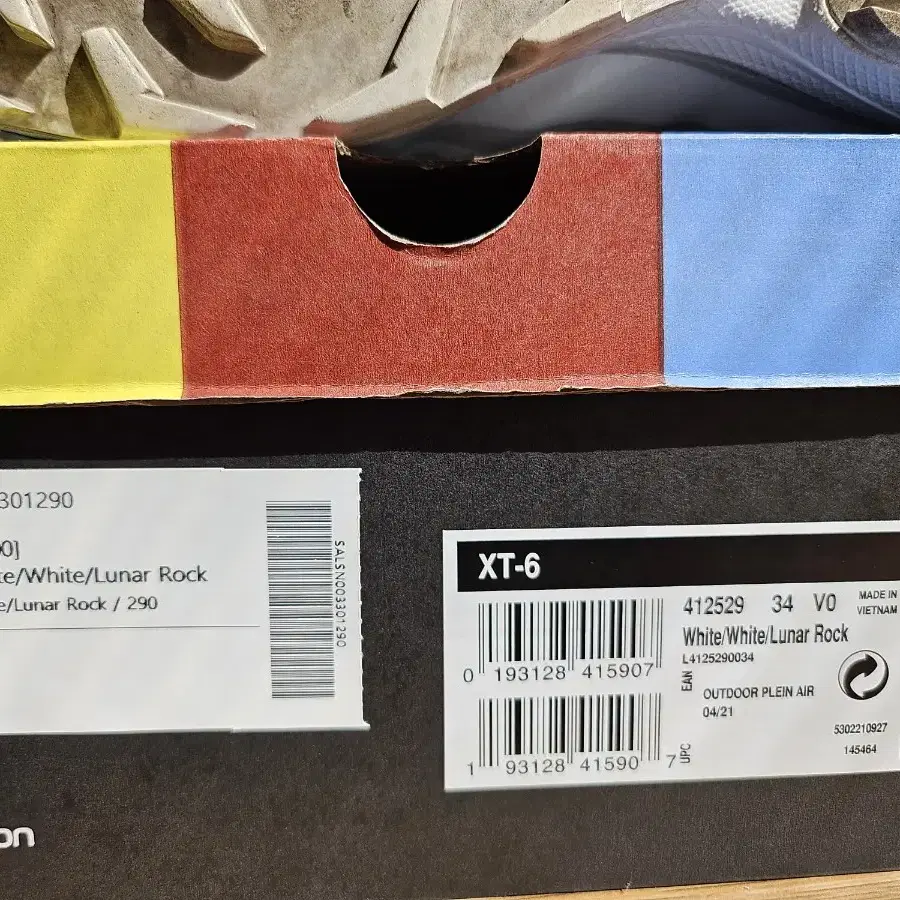 301290
0]
te/White/Lunar Rock
e/Lunar Rock / 290
SALSN003301290
XT-6
412529 34 V0 MADE IN VIETNAM
White/White/Lunar Rock
L4125290034
0 193128 415907 EAN
OUTDOOR PLEIN AIR
04/21
5302210927
145464
1 93128 41590 7 UPC
on